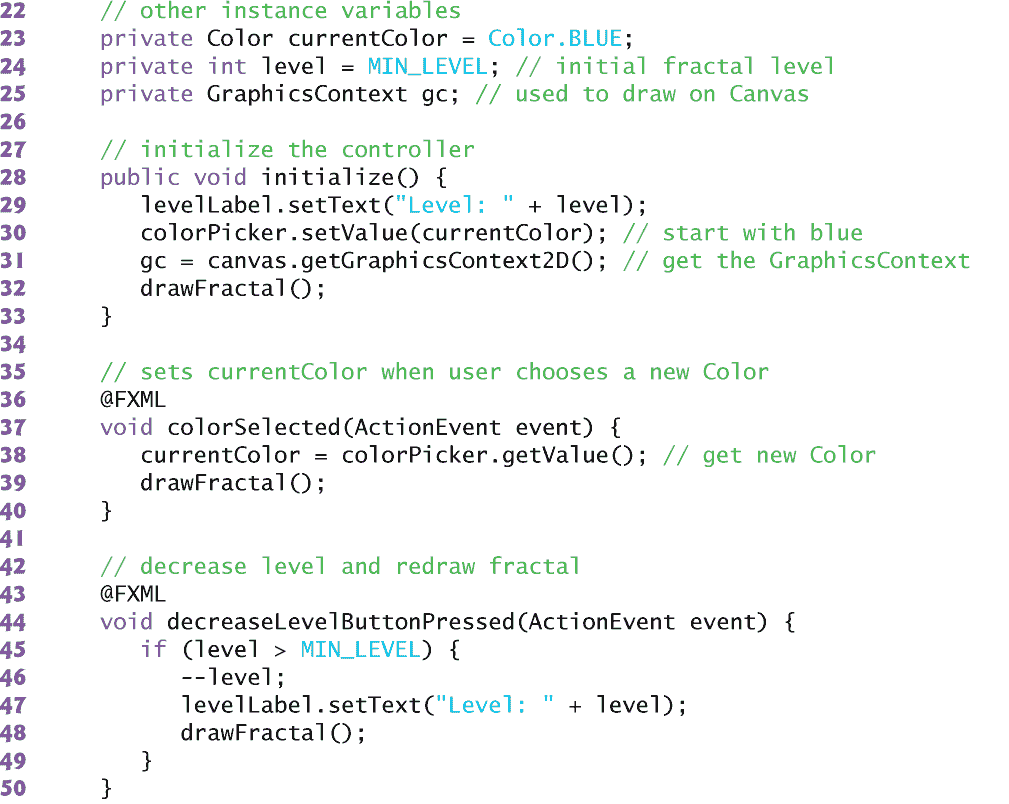 22 // other instance variables
23 private Color currentColor = Color.BLUE;
24 private int level = MIN_LEVEL; // initial fractal level
25 private GraphicsContext gc; // used to draw on Canvas
26
27 // initialize the controller
28 public void initialize() {
29 levelLabel.setText("Level: " + level);
30 colorPicker.setValue(currentColor); // start with blue
31 gc = canvas.getGraphicsContext2D(); // get the GraphicsContext
32 drawFractal();
33 }
34
35 // sets currentColor when user chooses a new Color
36 @FXML
37 void colorSelected(ActionEvent event) {
38 currentColor = colorPicker.getValue(); // get new Color
39 drawFractal();
40 }
41
42 // decrease level and redraw fractal
43 @FXML
44 void decreaseLevelButtonPressed(ActionEvent event) {
45 if (level > MIN_LEVEL) {
46 --level;
47 levelLabel.setText("Level: " + level);
48 drawFractal();
49 }
50 }